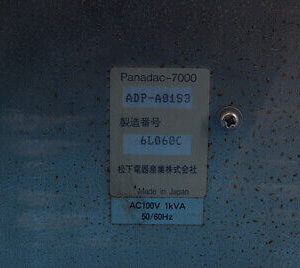 Panadac-7000
ADP-A01S3
製造番号
6L060C
松下電器産業株式会社
Made in Japan
AC100V 1kVA
50/60Hz